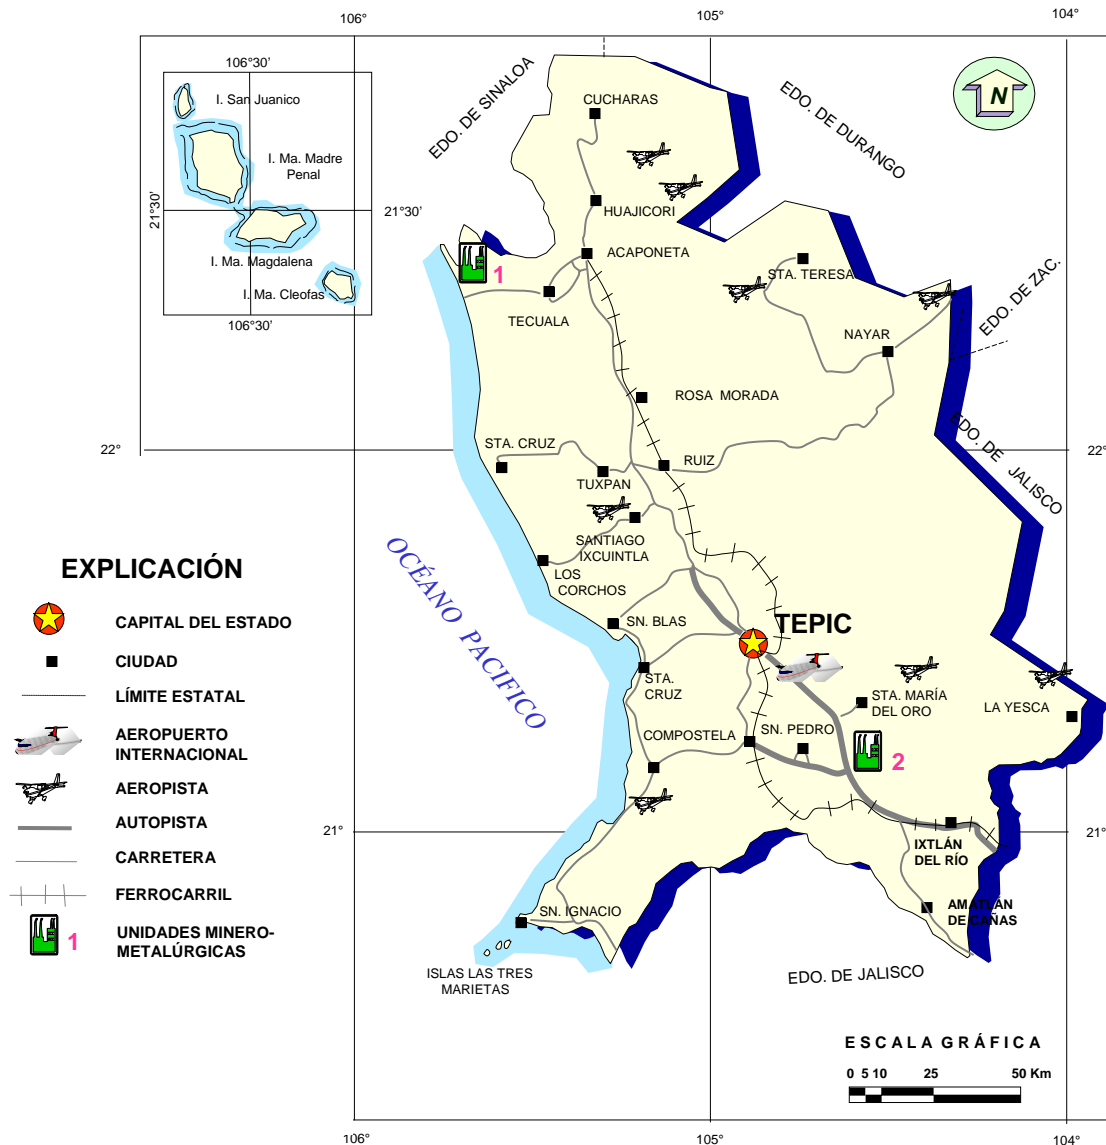 106°
105°
104°
106°30'
I. San Juanico
I. Ma. Madre
Penal
21°30'
21°30'
I. Ma. Magdalena
I. Ma. Cleofas
106°30'
EDO. DE SINALOA
EDO. DE DURANGO
N
CUCHARAS
HUAJICORI
ACAPONETA
1
TECUALA
STA. TERESA
EDO. DE ZAC.
NAYAR
ROSA MORADA
22°
22°
STA. CRUZ
RUIZ
TUXPAN
EDO. DE JALISCO
SANTIAGO
IXCUINTLA
LOS
CORCHOS
OCÉANO PACIFICO
SN. BLAS
TEPIC
STA.
CRUZ
STA. MARÍA
DEL ORO
LA YESCA
COMPOSTELA
SN. PEDRO
2
21°
21°
IXTLÁN
DEL RÍO
AMATLÁN
DE CAÑAS
SN. IGNACIO
ISLAS LAS TRES
MARIETAS
EDO. DE JALISCO
EXPLICACIÓN
CAPITAL DEL ESTADO
CIUDAD
LÍMITE ESTATAL
AEROPUERTO
INTERNACIONAL
AEROPISTA
AUTOPISTA
CARRETERA
FERROCARRIL
1
UNIDADES MINERO-
METALÚRGICAS
ESCALA GRÁFICA
0 5 10 25 50 Km
106°
105°
104°